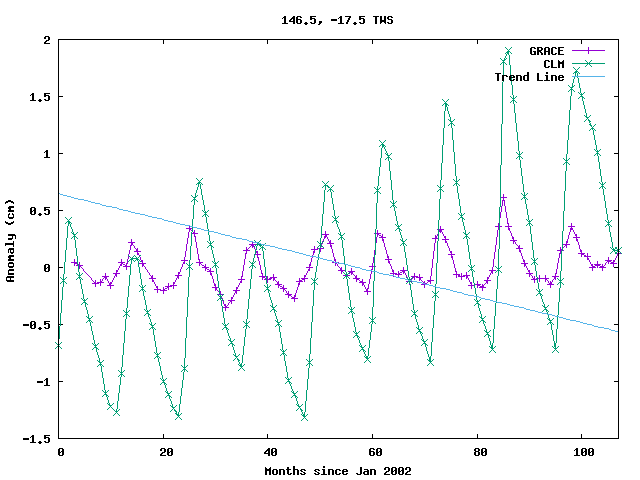 146.5, -17.5 TWS
GRACE
CLM
Trend Line
Anomaly (cm)
2
1.5
1
0.5
0
-0.5
-1
-1.5
0 20 40 60 80 100
Months since Jan 2002